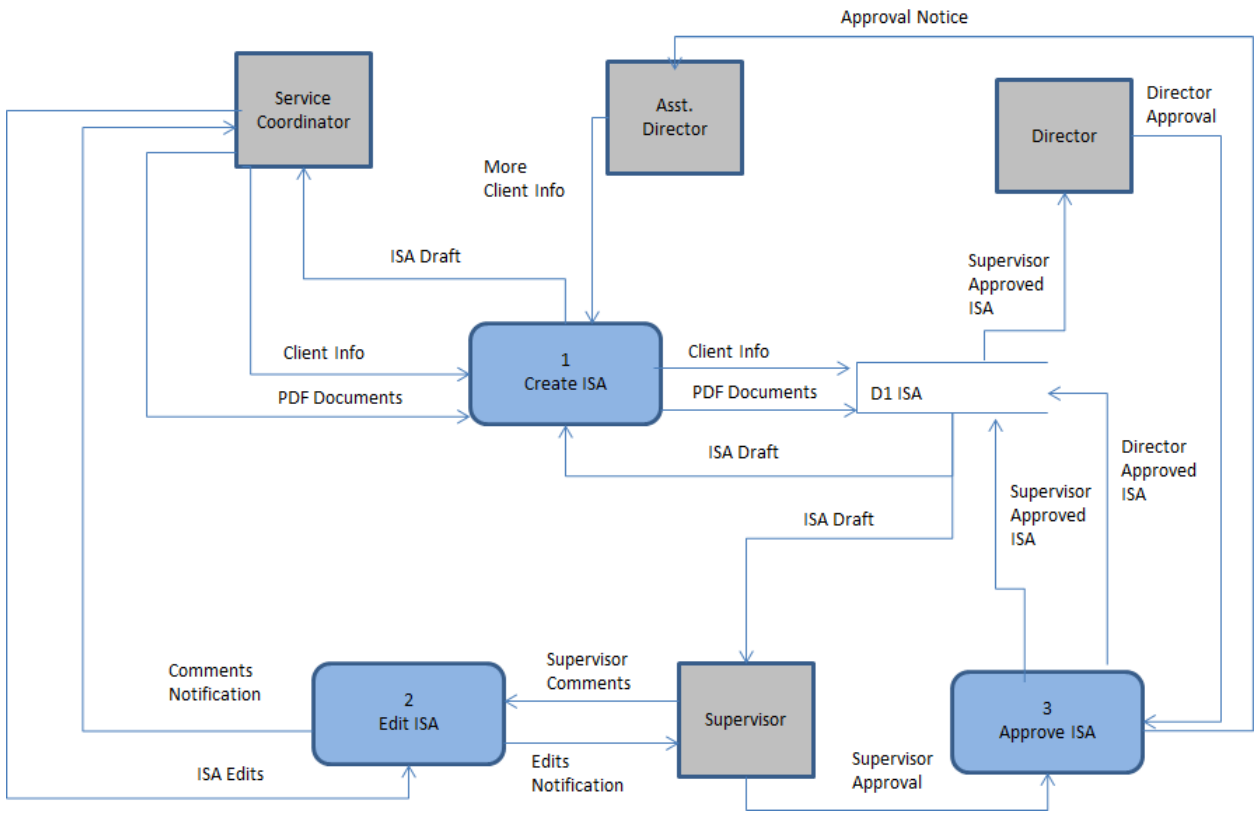 Approval Notice
Service
Coordinator
Asst.
Director
Director
Director
Approval
More
Client Info
ISA Draft
Supervisor
Approved
ISA
1
Create ISA
Client Info
PDF Documents
Client Info
PDF Documents
D1 ISA
ISA Draft
ISA Draft
Supervisor
Approved
ISA
Director
Approved
ISA
Comments
Notification
2
Edit ISA
Supervisor
Comments
Supervisor
3
Approve ISA
ISA Edits
Edits
Notification
Supervisor
Approval